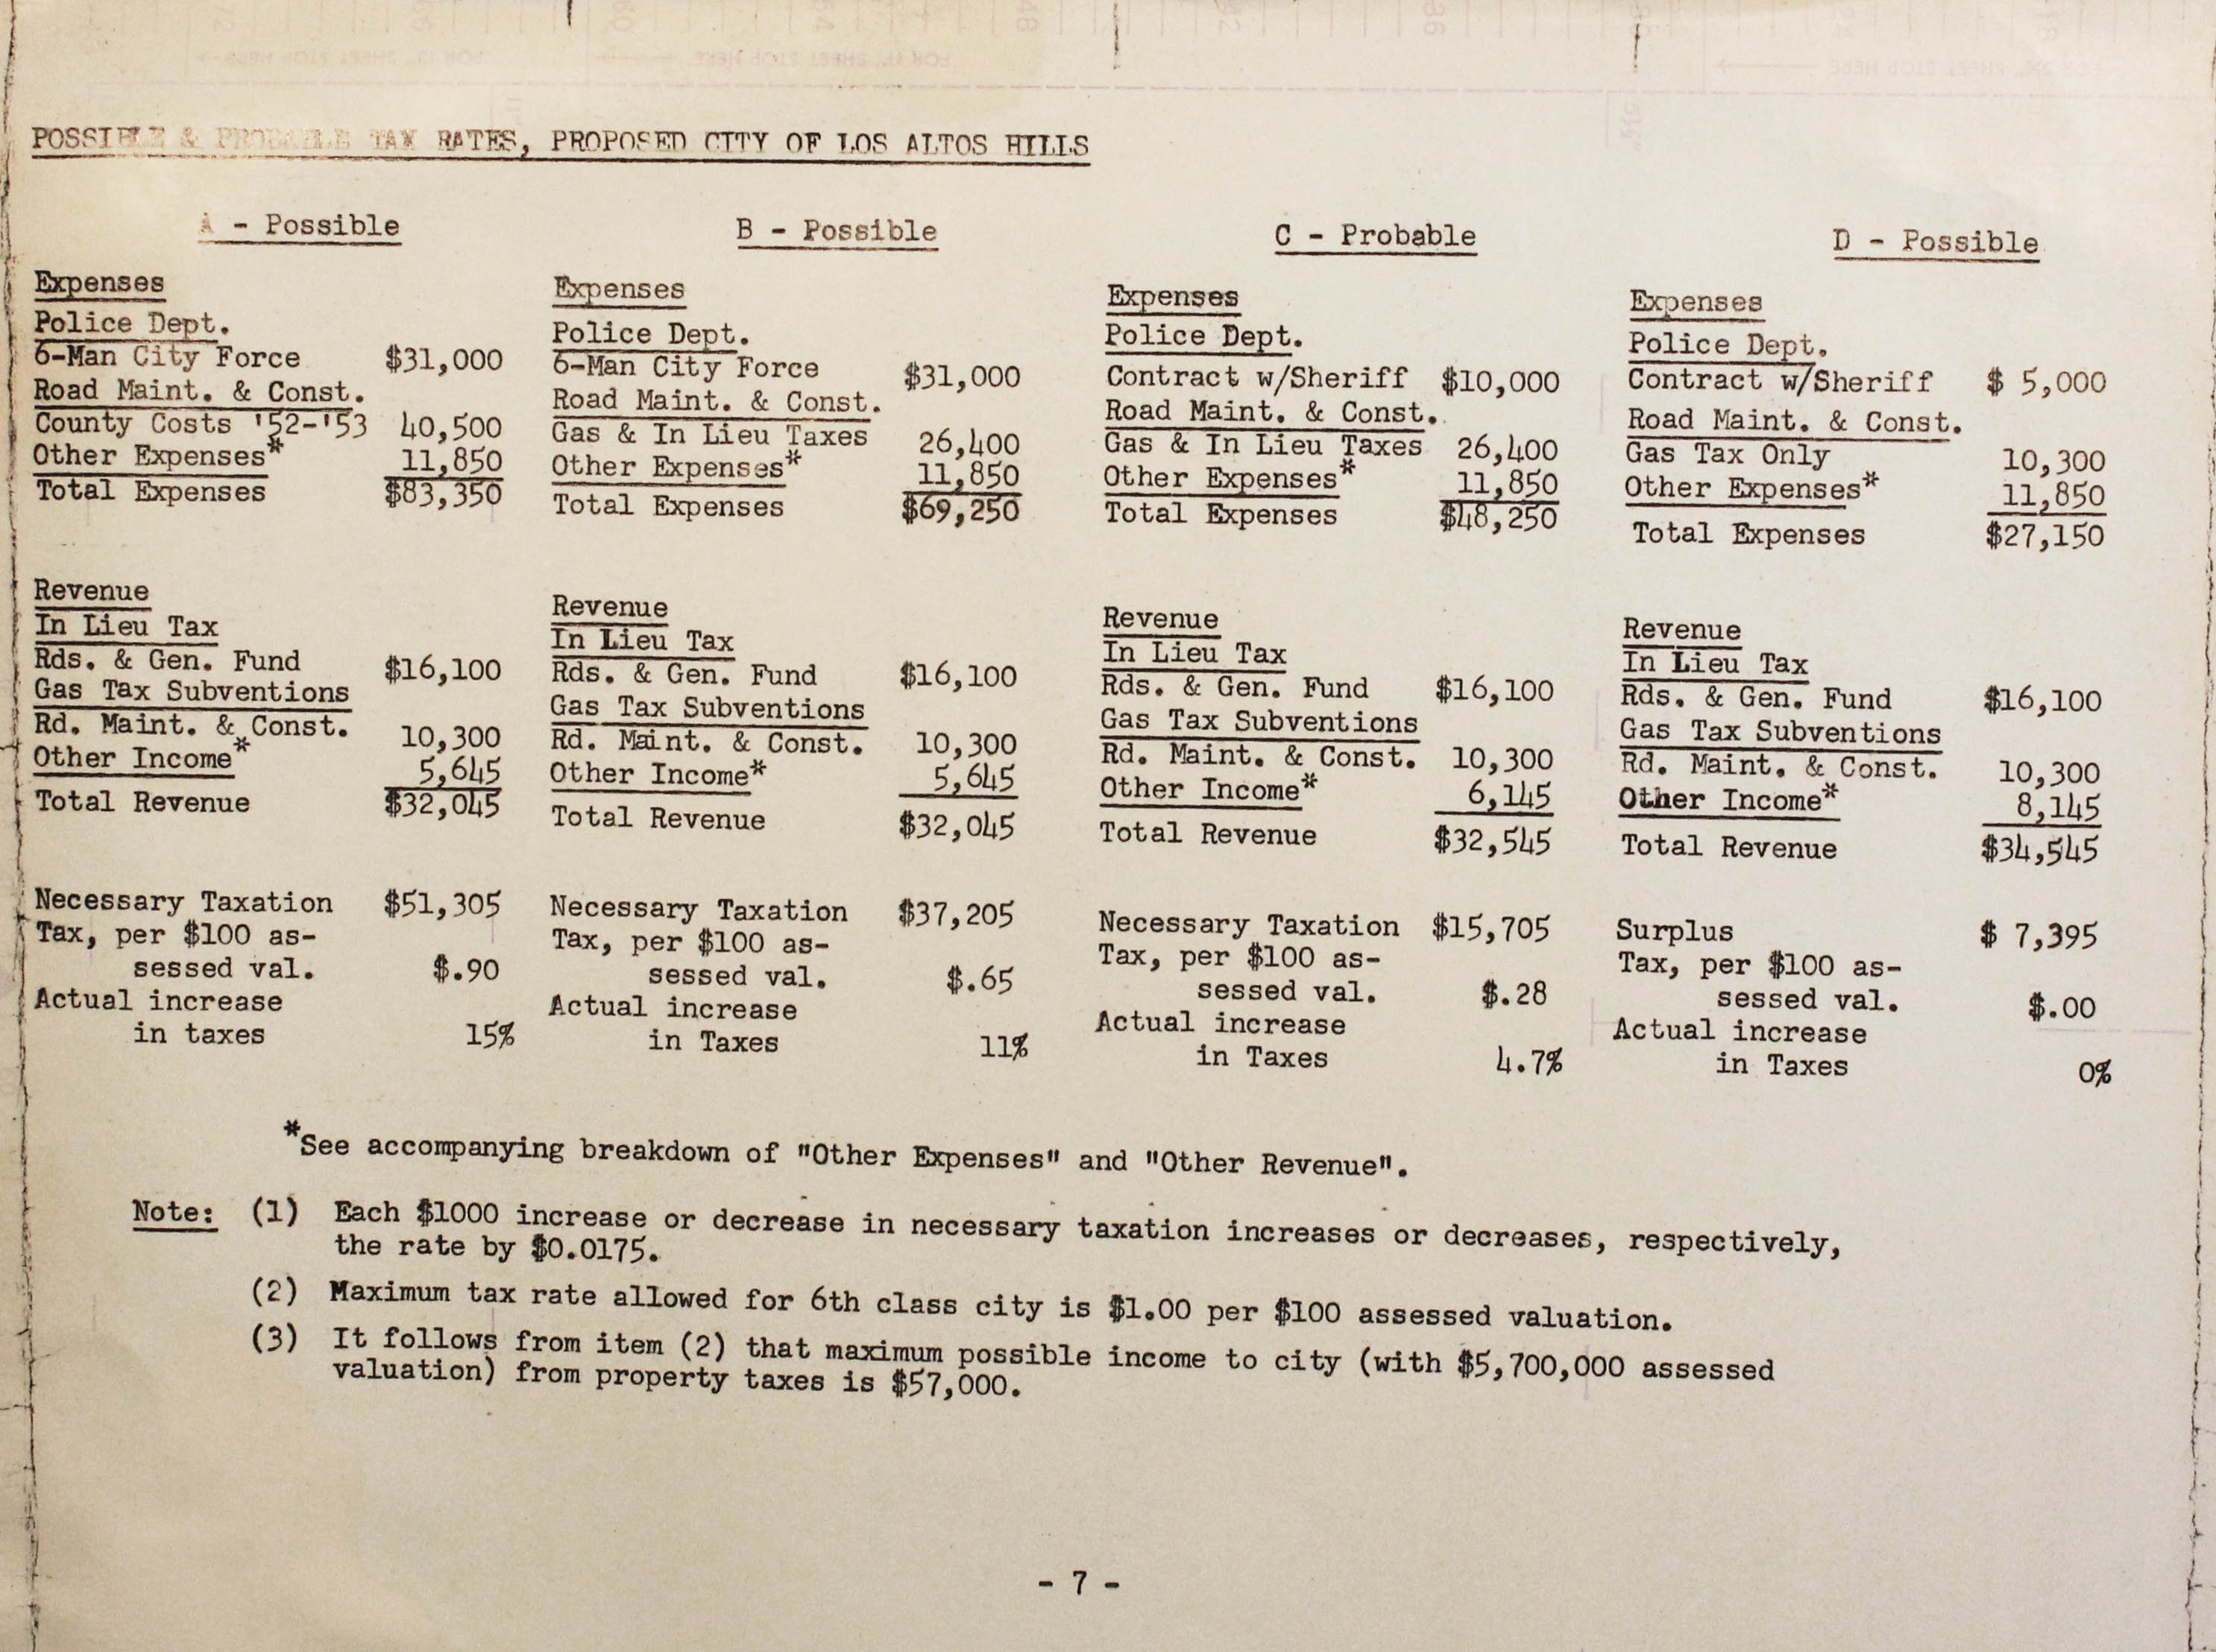 POSSIBLE & PROBABLE TAX RATES, PROPOSED CITY OF LOS ALTOS HILLS
A - Possible
Expenses
Police Dept.
6-Man City Force $31,000
Road Maint. & Const.
County Costs '52-'53 40,500
Other Expenses* 11,850
Total Expenses $83,350
Revenue
In Lieu Tax
Rds. & Gen. Fund $16,100
Gas Tax Subventions
Rd. Maint. & Const. 10,300
Other Income* 5,645
Total Revenue $32,045
Necessary Taxation $51,305
Tax, per $100 as-
sessed val. $.90
Actual increase
in taxes 15%
B - Possible
Expenses
Police Dept.
6-Man City Force $31,000
Road Maint. & Const.
Gas & In Lieu Taxes 26,400
Other Expenses* 11,850
Total Expenses $69,250
Revenue
In Lieu Tax
Rds. & Gen. Fund $16,100
Gas Tax Subventions
Rd. Maint. & Const. 10,300
Other Income* 5,645
Total Revenue $32,045
Necessary Taxation $37,205
Tax, per $100 as-
sessed val. $.65
Actual increase
in Taxes 11%
C - Probable
Expenses
Police Dept.
Contract w/Sheriff $10,000
Road Maint. & Const.
Gas & In Lieu Taxes 26,400
Other Expenses* 11,850
Total Expenses $48,250
Revenue
In Lieu Tax
Rds. & Gen. Fund $16,100
Gas Tax Subventions
Rd. Maint. & Const. 10,300
Other Income* 6,145
Total Revenue $32,545
Necessary Taxation $15,705
Tax, per $100 as-
sessed val. $.28
Actual increase
in Taxes 4.7%
D - Possible
Expenses
Police Dept.
Contract w/Sheriff $ 5,000
Road Maint. & Const.
Gas Tax Only 10,300
Other Expenses* 11,850
Total Expenses $27,150
Revenue
In Lieu Tax
Rds. & Gen. Fund $16,100
Gas Tax Subventions
Rd. Maint. & Const. 10,300
Other Income* 8,145
Total Revenue $34,545
Surplus $ 7,395
Tax, per $100 as-
sessed val. $.00
Actual increase
in Taxes 0%
*See accompanying breakdown of "Other Expenses" and "Other Revenue".
Note: (1) Each $1000 increase or decrease in necessary taxation increases or decreases, respectively,
the rate by $0.0175.
(2) Maximum tax rate allowed for 6th class city is $1.00 per $100 assessed valuation.
(3) It follows from item (2) that maximum possible income to city (with $5,700,000 assessed
valuation) from property taxes is $57,000.
- 7 -